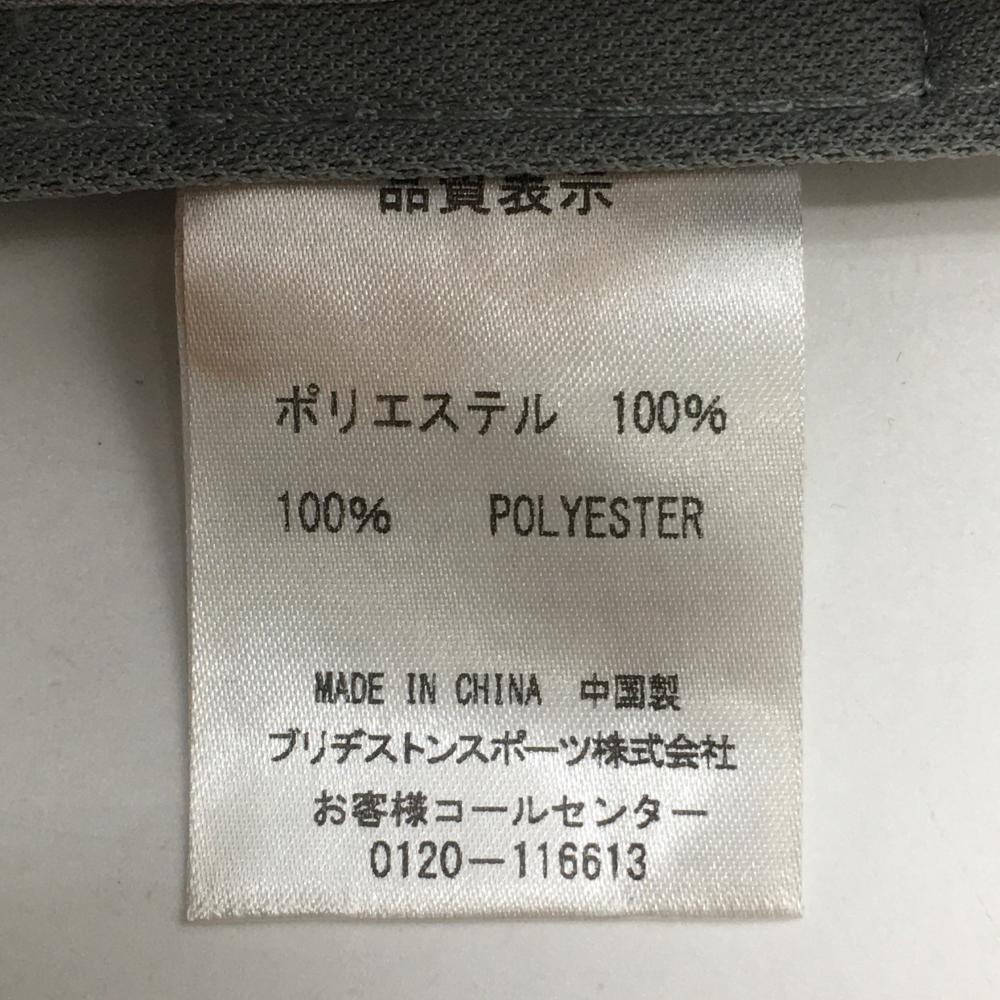 品質表示
ポリエステル 100%
100% POLYESTER
MADE IN CHINA 中国製
ブリヂストンスポーツ株式会社
お客様コールセンター
0120-116613